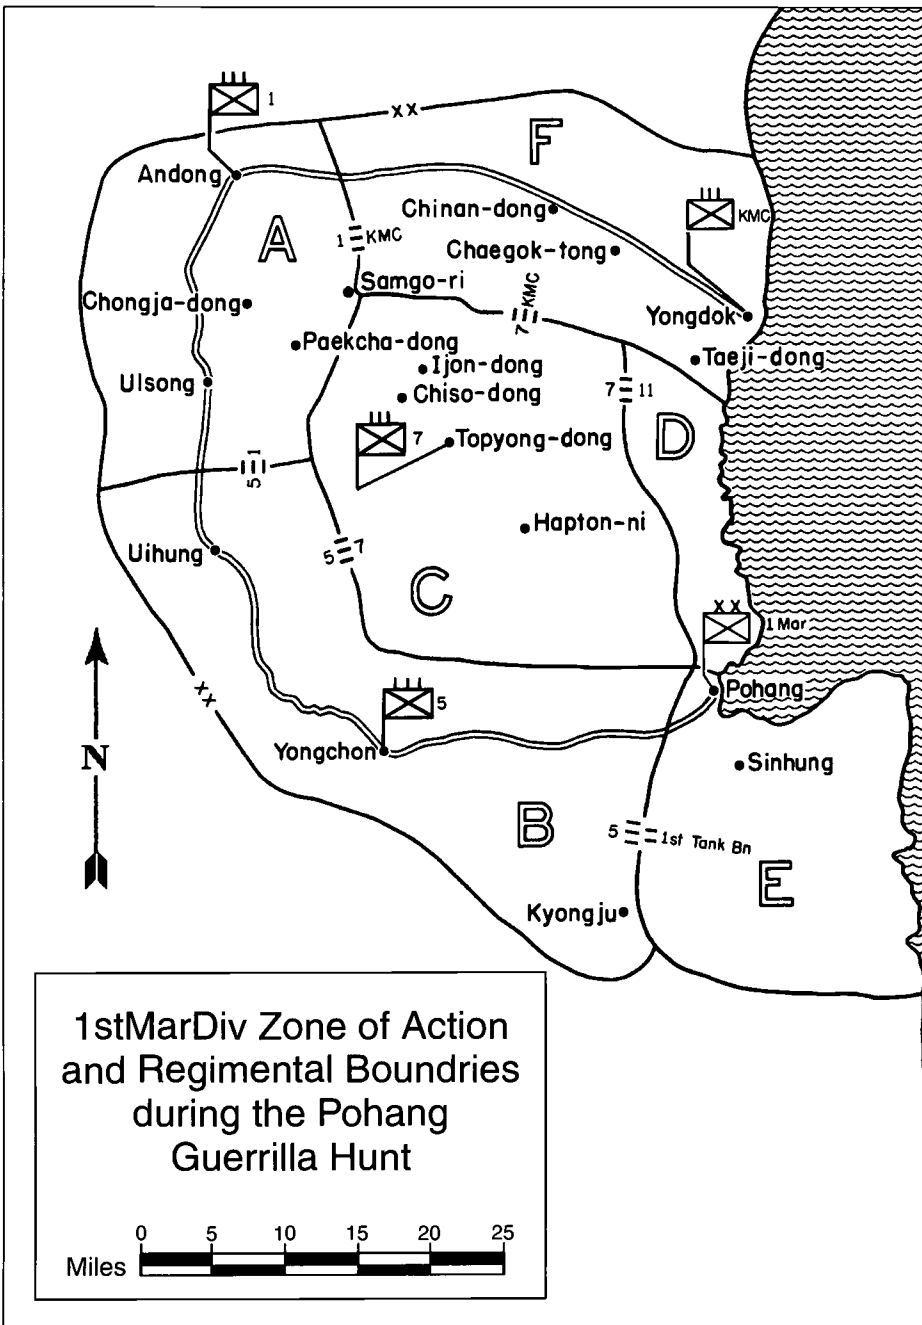 1
XX
F
Andong
Chinan-dong
KMC
A
1 KMC
Chaegok-tong
Samgo-ri
Chongja-dong
7 KMC
Yongdok
Paekcha-dong
Taeji-dong
Ijon-dong
Ulsong
7 11
Chiso-dong
7
Topyong-dong
D
5 1
Hapton-ni
Uihung
5 7
C
XX
1 Mar
XX
Pohang
5
Yongchon
N
Sinhung
B
5 1st Tank Bn
E
Kyongju
1stMarDiv Zone of Action
and Regimental Boundries
during the Pohang
Guerrilla Hunt
0 5 10 15 20 25
Miles